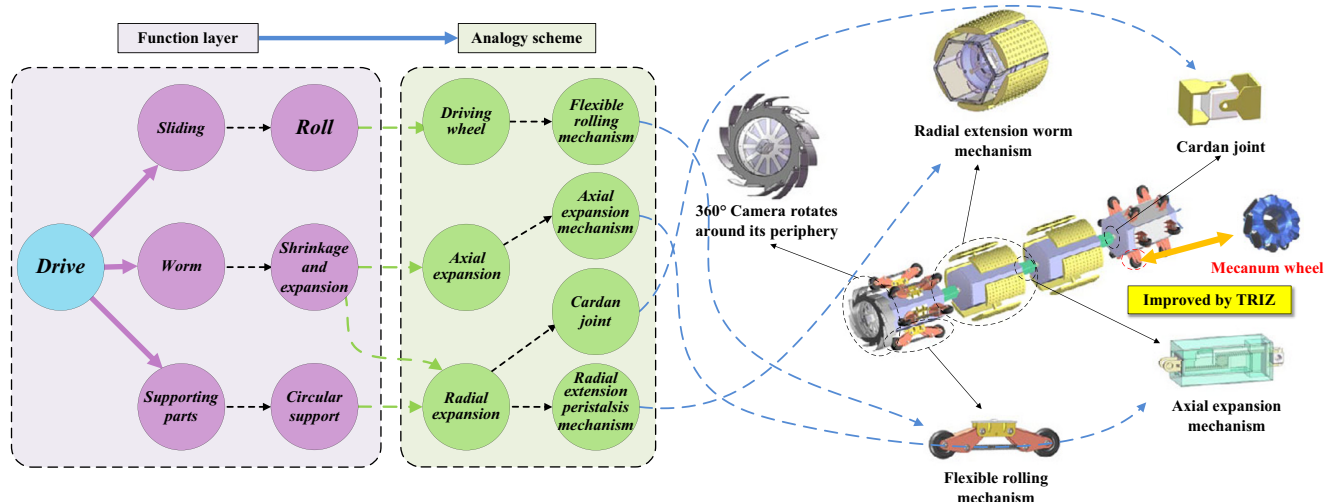 Function layer
Analogy scheme
Drive
Sliding
Roll
Worm
Shrinkage
and
expansion
Supporting
parts
Circular
support
Driving
wheel
Flexible
rolling
mechanism
Axial
expansion
Axial
expansion
mechanism
Cardan
joint
Radial
expansion
Radial
extension
peristalsis
mechanism
360° Camera rotates
around its periphery
Radial extension worm
mechanism
Cardan joint
Mecanum wheel
Improved by TRIZ
Axial expansion
mechanism
Flexible rolling
mechanism